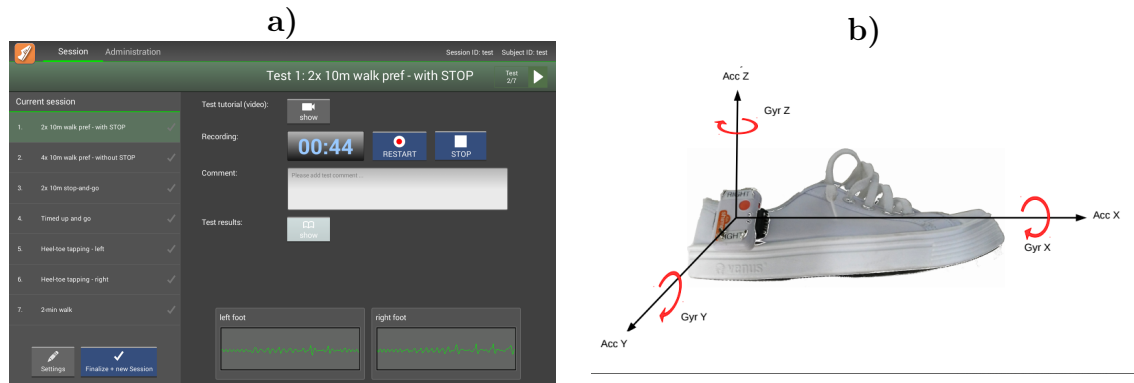 a)
Session Administration Session ID: test Subject ID: test
Test 1: 2x 10m walk pref - with STOP
Test
2/7
Current session
1. 2x 10m walk pref - with STOP
2. 4x 10m walk pref - without STOP
3. 2x 10m stop-and-go
4. Timed up and go
5. Heel-toe tapping - left
6. Heel-toe tapping - right
7. 2-min walk
Settings
Finalize + new Session
Test tutorial (video):
show
Recording:
00:44
RESTART
STOP
Comment:
Please add test comment ...
Test results:
show
left foot
right foot
b)
Acc Z
Gyr Z
Acc X
Gyr X
Gyr Y
Acc Y
RIGHT
RIGHT